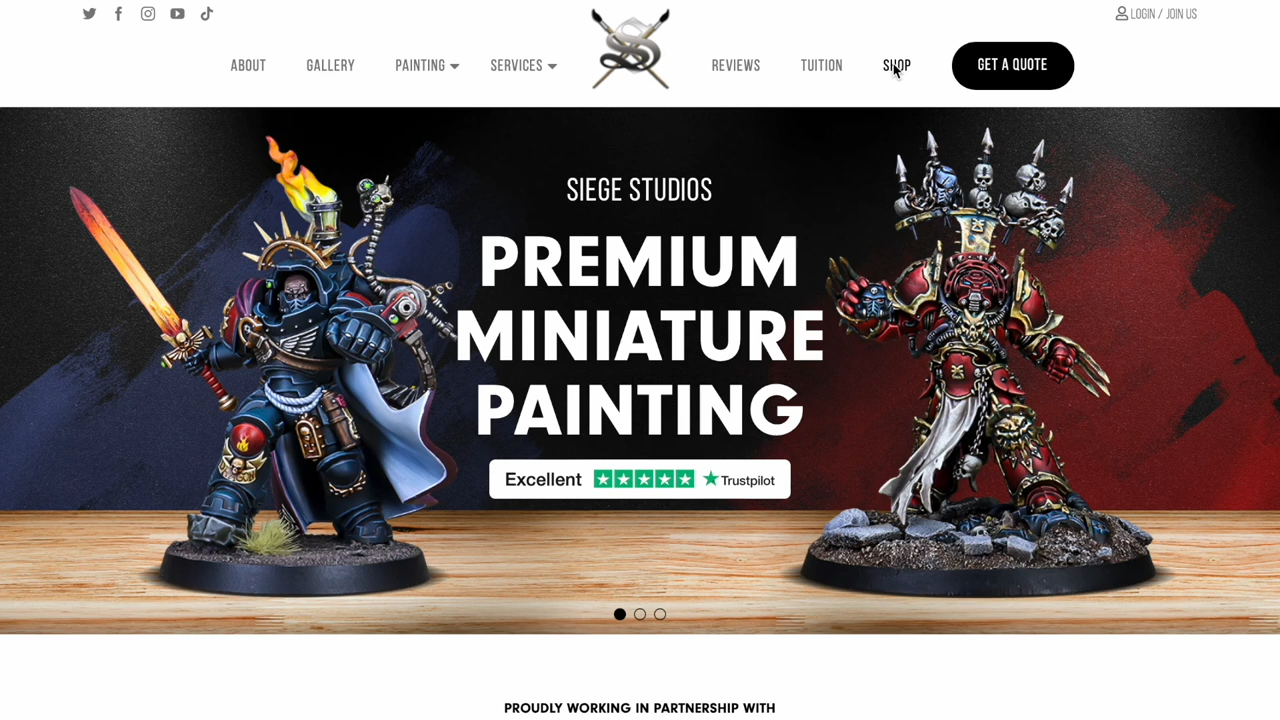 LOGIN / JOIN US
ABOUT GALLERY PAINTING SERVICES REVIEWS TUITION SHOP GET A QUOTE
SIEGE STUDIOS
PREMIUM
MINIATURE
PAINTING
Excellent Trustpilot
PROUDLY WORKING IN PARTNERSHIP WITH